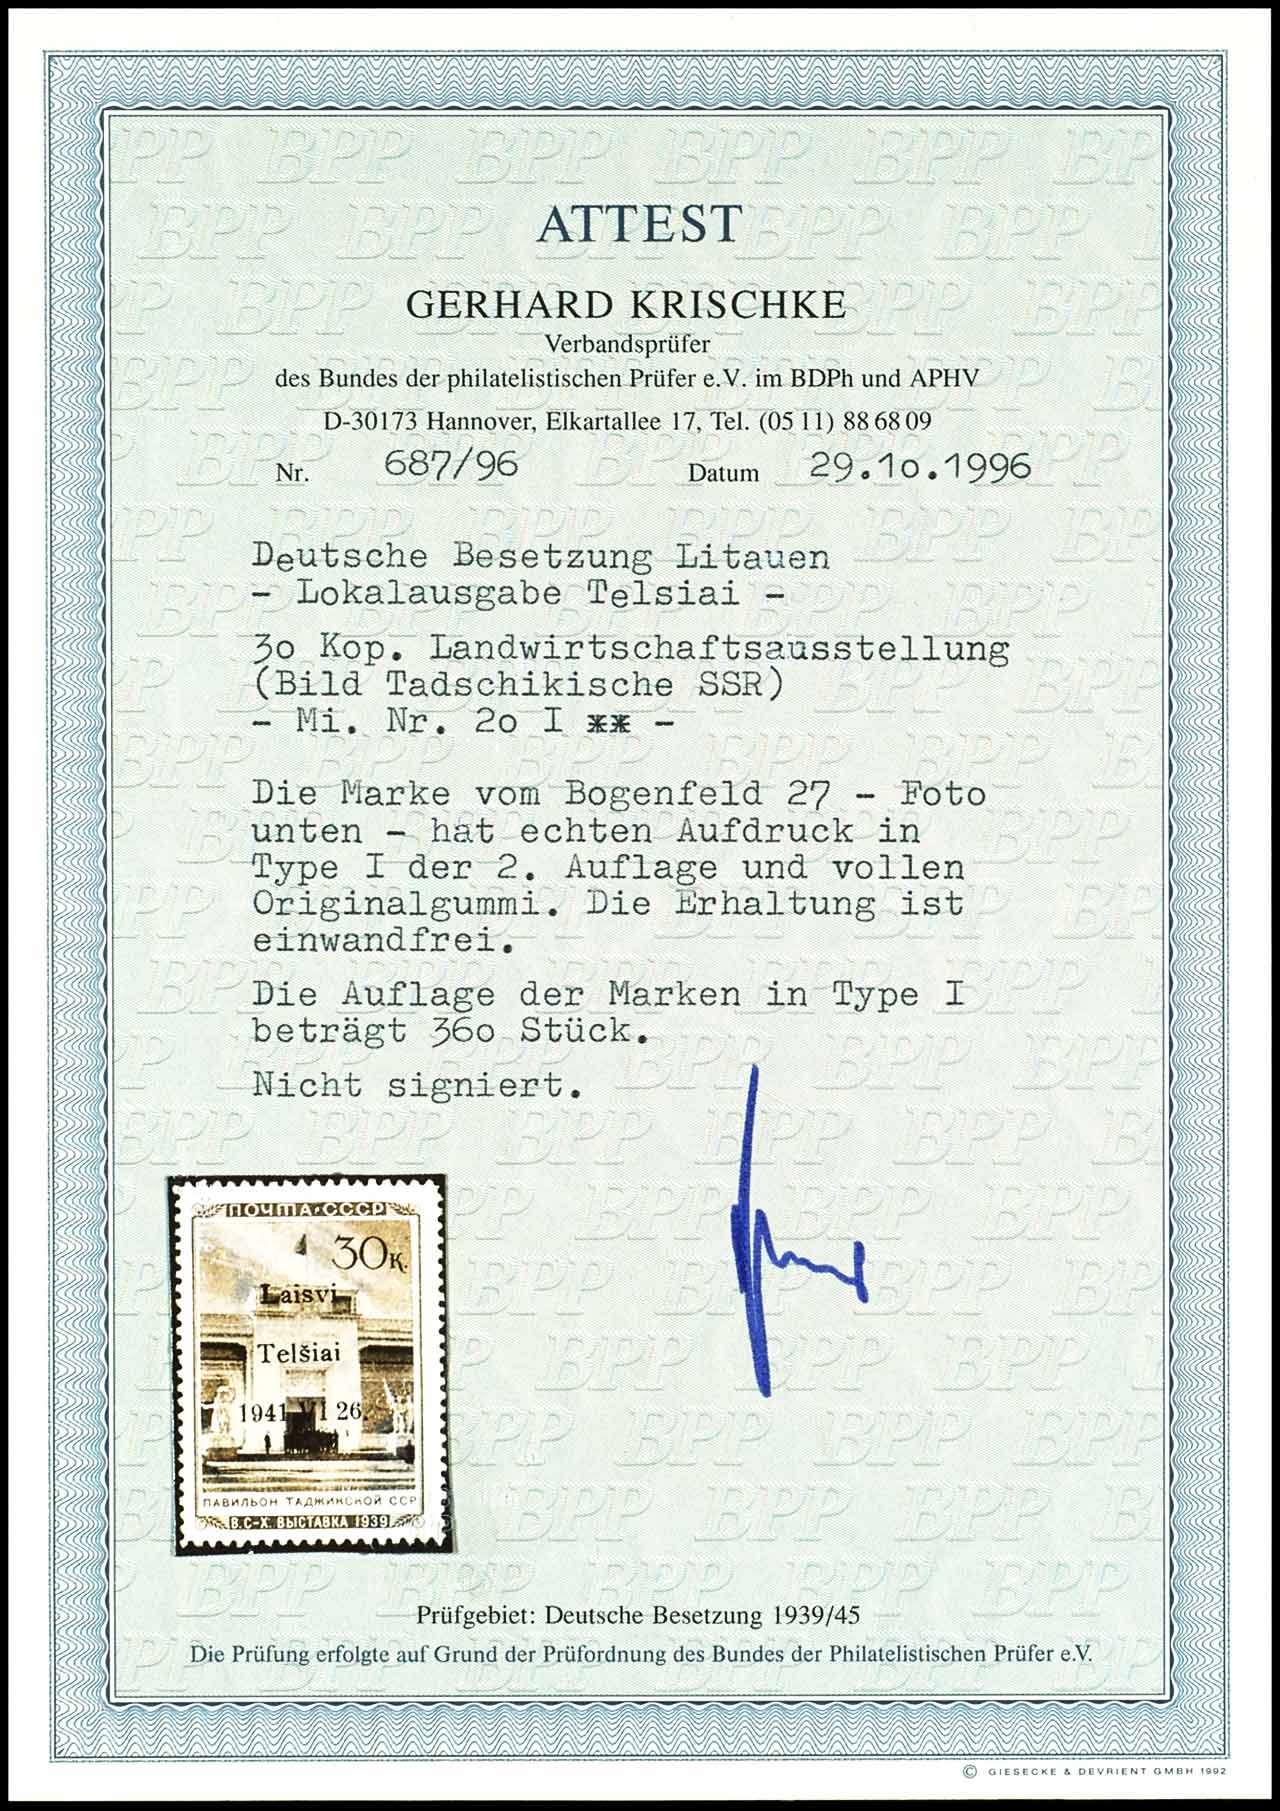 ATTEST
GERHARD KRISCHKE
Verbandsprüfer
des Bundes der philatelistischen Prüfer e.V. im BDPh und APHV
D-30173 Hannover, Elkartallee 17, Tel. (05 11) 88 68 09
Nr. 687/96 Datum 29.10.1996
Deutsche Besetzung Litauen
- Lokalausgabe Telsiai -
30 Kop. Landwirtschaftsausstellung
(Bild Tadschikische SSR)
- Mi. Nr. 20 I ** -
Die Marke vom Bogenfeld 27 - Foto
unten - hat echten Aufdruck in
Type I der 2. Auflage und vollen
Originalgummi. Die Erhaltung ist
einwandfrei.
Die Auflage der Marken in Type I
beträgt 360 Stück.
Nicht signiert.
ПОЧТА СССР
30к.
Laisvi
Telšiai
1941 VI 26.
ПАВИЛЬОН ТАДЖИКСКОЙ ССР
В.С-Х. ВЫСТАВКА 1939
Prüfgebiet: Deutsche Besetzung 1939/45
Die Prüfung erfolgte auf Grund der Prüfordnung des Bundes der Philatelistischen Prüfer e.V.
© GIESECKE & DEVRIENT GMBH 1992